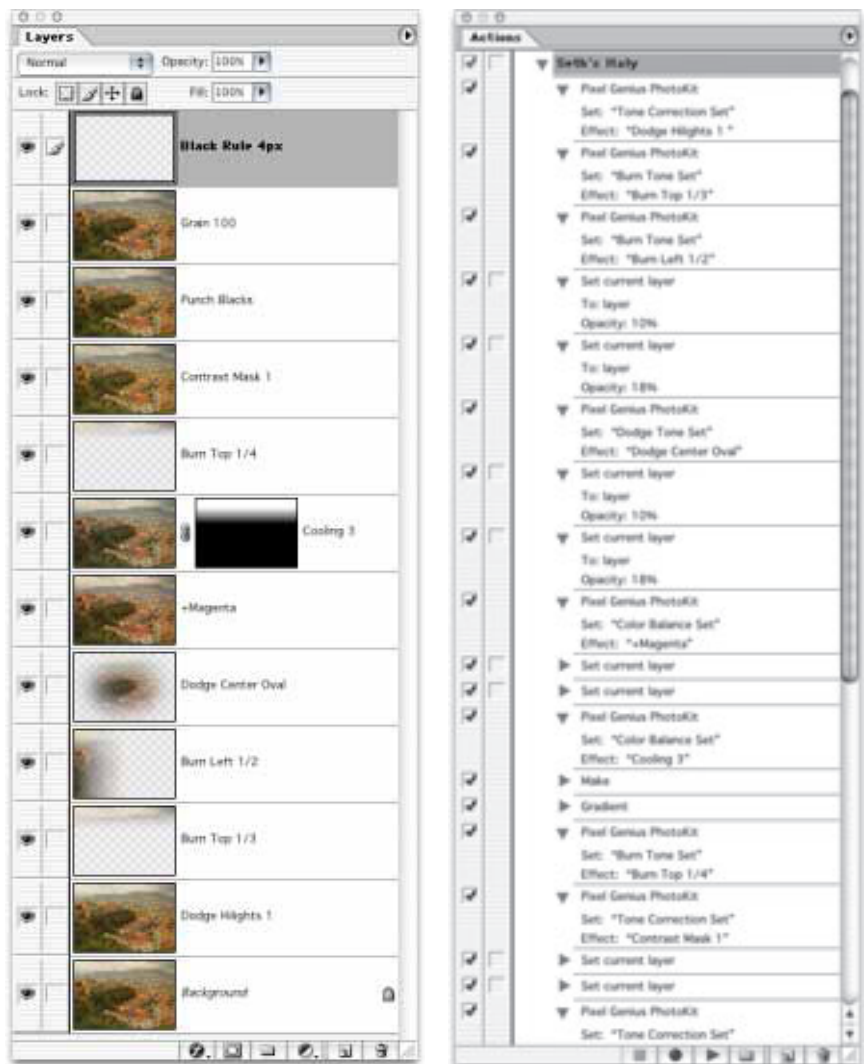 Layers
Normal
Opacity: 100%
Lock:
Fill: 100%
Black Rule 4px
Grain 100
Punch Blacks
Contrast Mask 1
Burn Top 1/4
Cooling 3
+Magenta
Dodge Center Oval
Burn Left 1/2
Burn Top 1/3
Dodge Hilights 1
Background
Actions
Seth's Italy
Pixel Genius PhotoKit
Set: "Tone Correction Set"
Effect: "Dodge Hilights 1 "
Pixel Genius PhotoKit
Set: "Burn Tone Set"
Effect: "Burn Top 1/3"
Pixel Genius PhotoKit
Set: "Burn Tone Set"
Effect: "Burn Left 1/2"
Set current layer
To: layer
Opacity: 10%
Set current layer
To: layer
Opacity: 18%
Pixel Genius PhotoKit
Set: "Dodge Tone Set"
Effect: "Dodge Center Oval"
Set current layer
To: layer
Opacity: 10%
Set current layer
To: layer
Opacity: 18%
Pixel Genius PhotoKit
Set: "Color Balance Set"
Effect: "+Magenta"
Set current layer
Set current layer
Pixel Genius PhotoKit
Set: "Color Balance Set"
Effect: "Cooling 3"
Make
Gradient
Pixel Genius PhotoKit
Set: "Burn Tone Set"
Effect: "Burn Top 1/4"
Pixel Genius PhotoKit
Set: "Tone Correction Set"
Effect: "Contrast Mask 1"
Set current layer
Set current layer
Pixel Genius PhotoKit
Set: "Tone Correction Set"